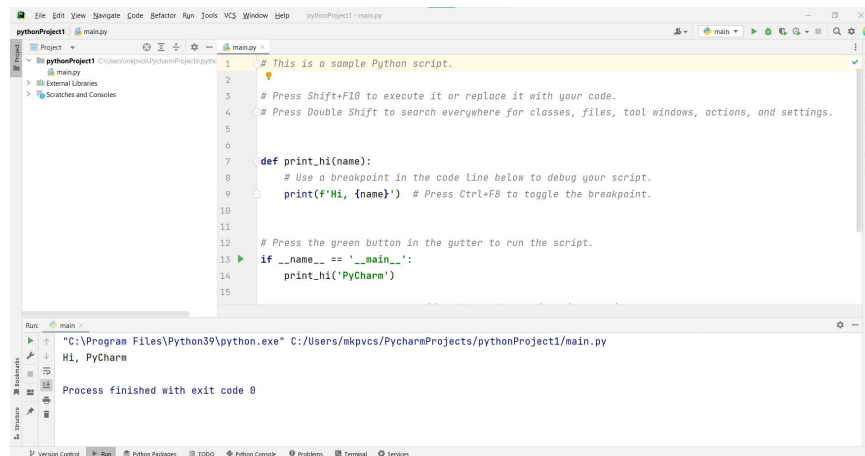 File Edit View Navigate Code Refactor Run Tools VCS Window Help pythonProject1 - main.py
pythonProject1 main.py
main
Project
main.py
pythonProject1 C:\Users\mkpvcs\PycharmProjects\pytho
main.py
External Libraries
Scratches and Consoles
Project
1 # This is a sample Python script.
2
3 # Press Shift+F10 to execute it or replace it with your code.
4 # Press Double Shift to search everywhere for classes, files, tool windows, actions, and settings.
5
6
7 def print_hi(name):
8 # Use a breakpoint in the code line below to debug your script.
9 print(f'Hi, {name}') # Press Ctrl+F8 to toggle the breakpoint.
10
11
12 # Press the green button in the gutter to run the script.
13 if __name__ == '__main__':
14 print_hi('PyCharm')
15
Run: main
"C:\Program Files\Python39\python.exe" C:/Users/mkpvcs/PycharmProjects/pythonProject1/main.py
Hi, PyCharm
Process finished with exit code 0
Bookmarks
Structure
Version Control Run Python Packages TODO Python Console Problems Terminal Services